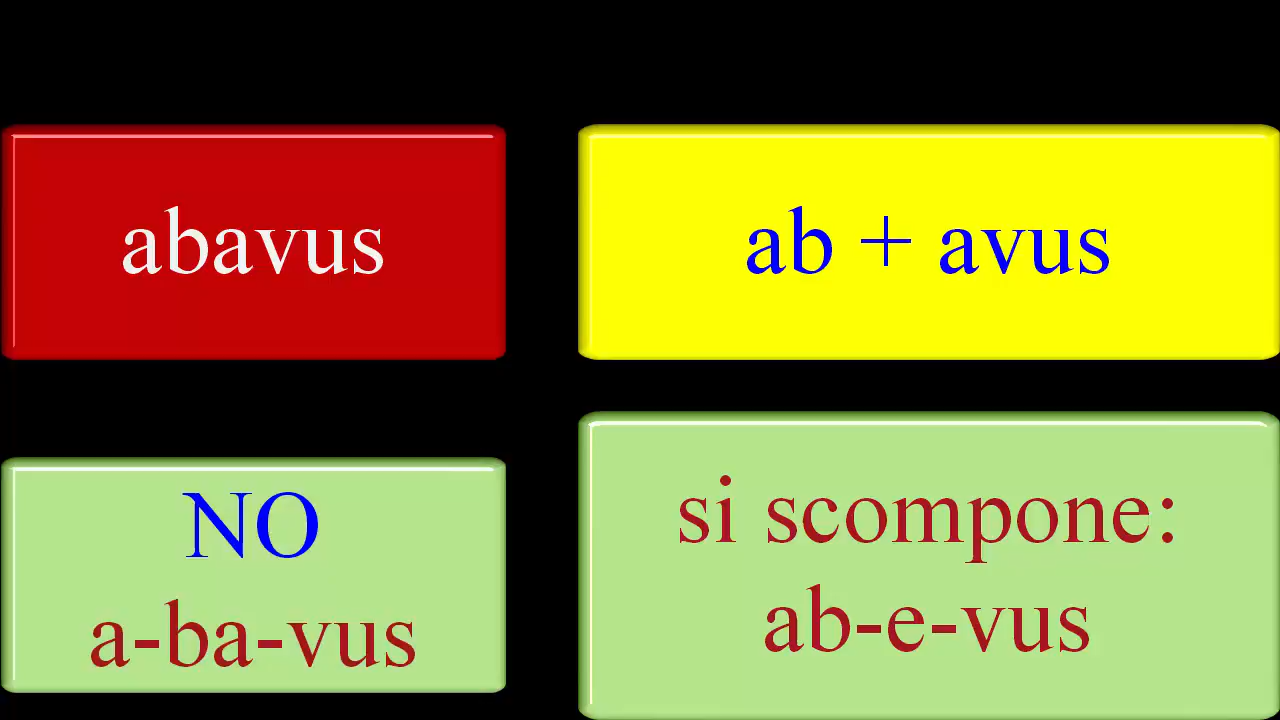 abavus
ab + avus
NO
a-ba-vus
si scompone:
ab-e-vus